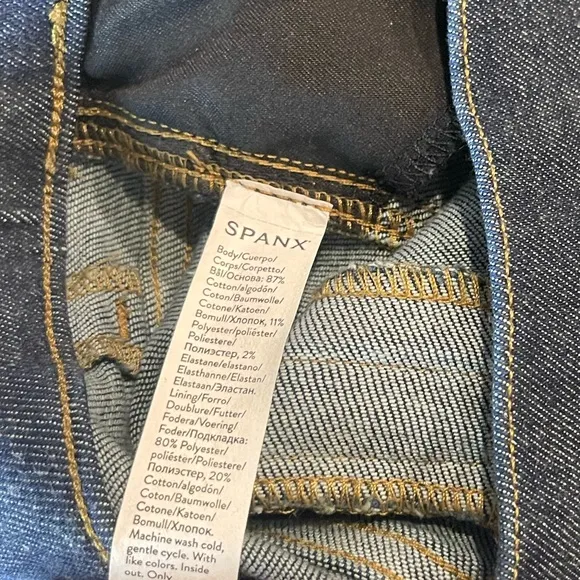 SPANX
Body/Cuerpo/
Corps/Corpetto/
Bål/Основа: 87%
Cotton/algodón/
Coton/Baumwolle/
Cotone/Katoen/
Bomull/Хлопок, 11%
Polyester/poliéster/
Poliestere/
Полиэстер, 2%
Elastane/elastano/
Elasthanne/Elastan/
Elastaan/Эластан.
Lining/Forro/
Doublure/Futter/
Fodera/Voering/
Foder/Подкладка:
80% Polyester/
poliéster/Poliestere/
Полиэстер, 20%
Cotton/algodón/
Coton/Baumwolle/
Cotone/Katoen/
Bomull/Хлопок.
Machine wash cold,
gentle cycle. With
like colors. Inside
out. Only